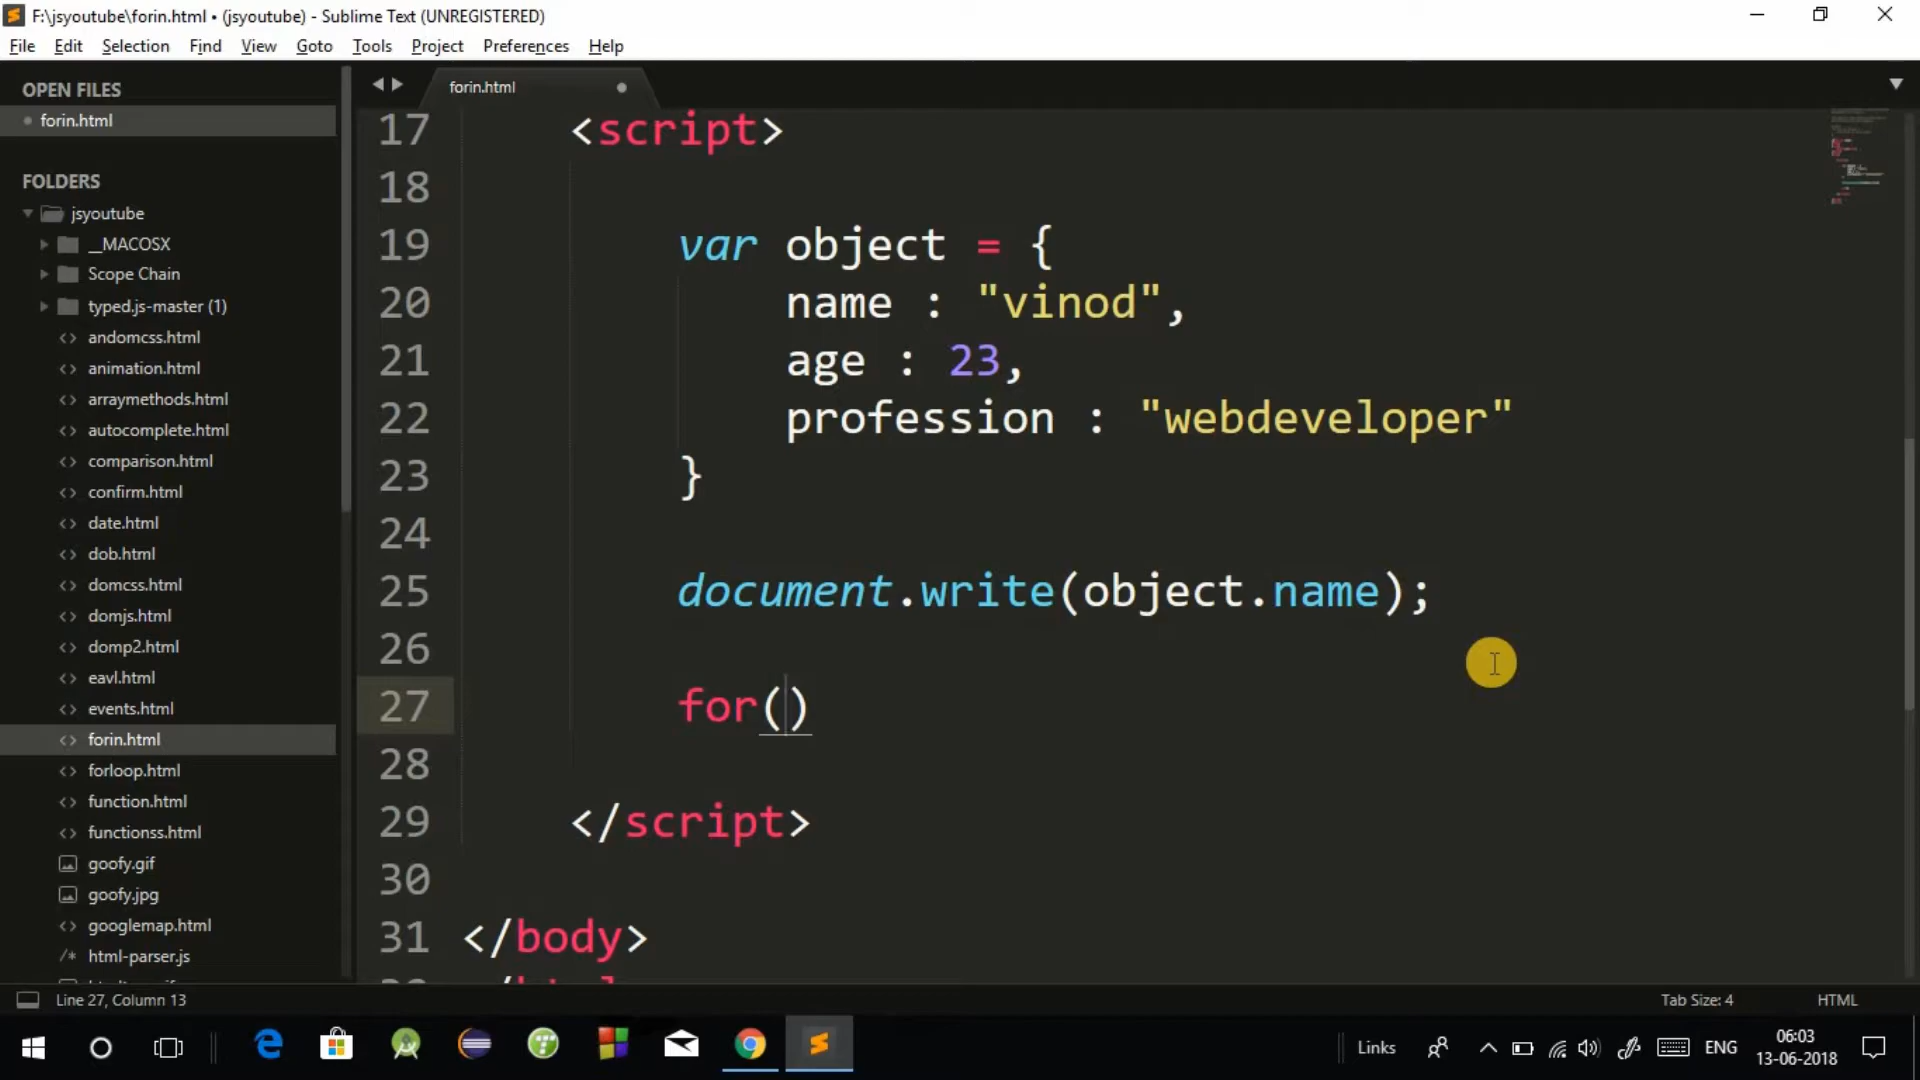 F:\jsyoutube\forin.html • (jsyoutube) - Sublime Text (UNREGISTERED)
File Edit Selection Find View Goto Tools Project Preferences Help
OPEN FILES
forin.html
FOLDERS
jsyoutube
__MACOSX
Scope Chain
typed.js-master (1)
andomcss.html
animation.html
arraymethods.html
autocomplete.html
comparison.html
confirm.html
date.html
dob.html
domcss.html
domjs.html
domp2.html
eavl.html
events.html
forin.html
forloop.html
function.html
functionss.html
goofy.gif
goofy.jpg
googlemap.html
/* html-parser.js
forin.html
17 <script>
18
19 var object = {
20 name : "vinod",
21 age : 23,
22 profession : "webdeveloper"
23 }
24
25 document.write(object.name);
26
27 for()
28
29 </script>
30
31 </body>
Line 27, Column 13
Tab Size: 4
HTML
Links
ENG
06:03
13-06-2018